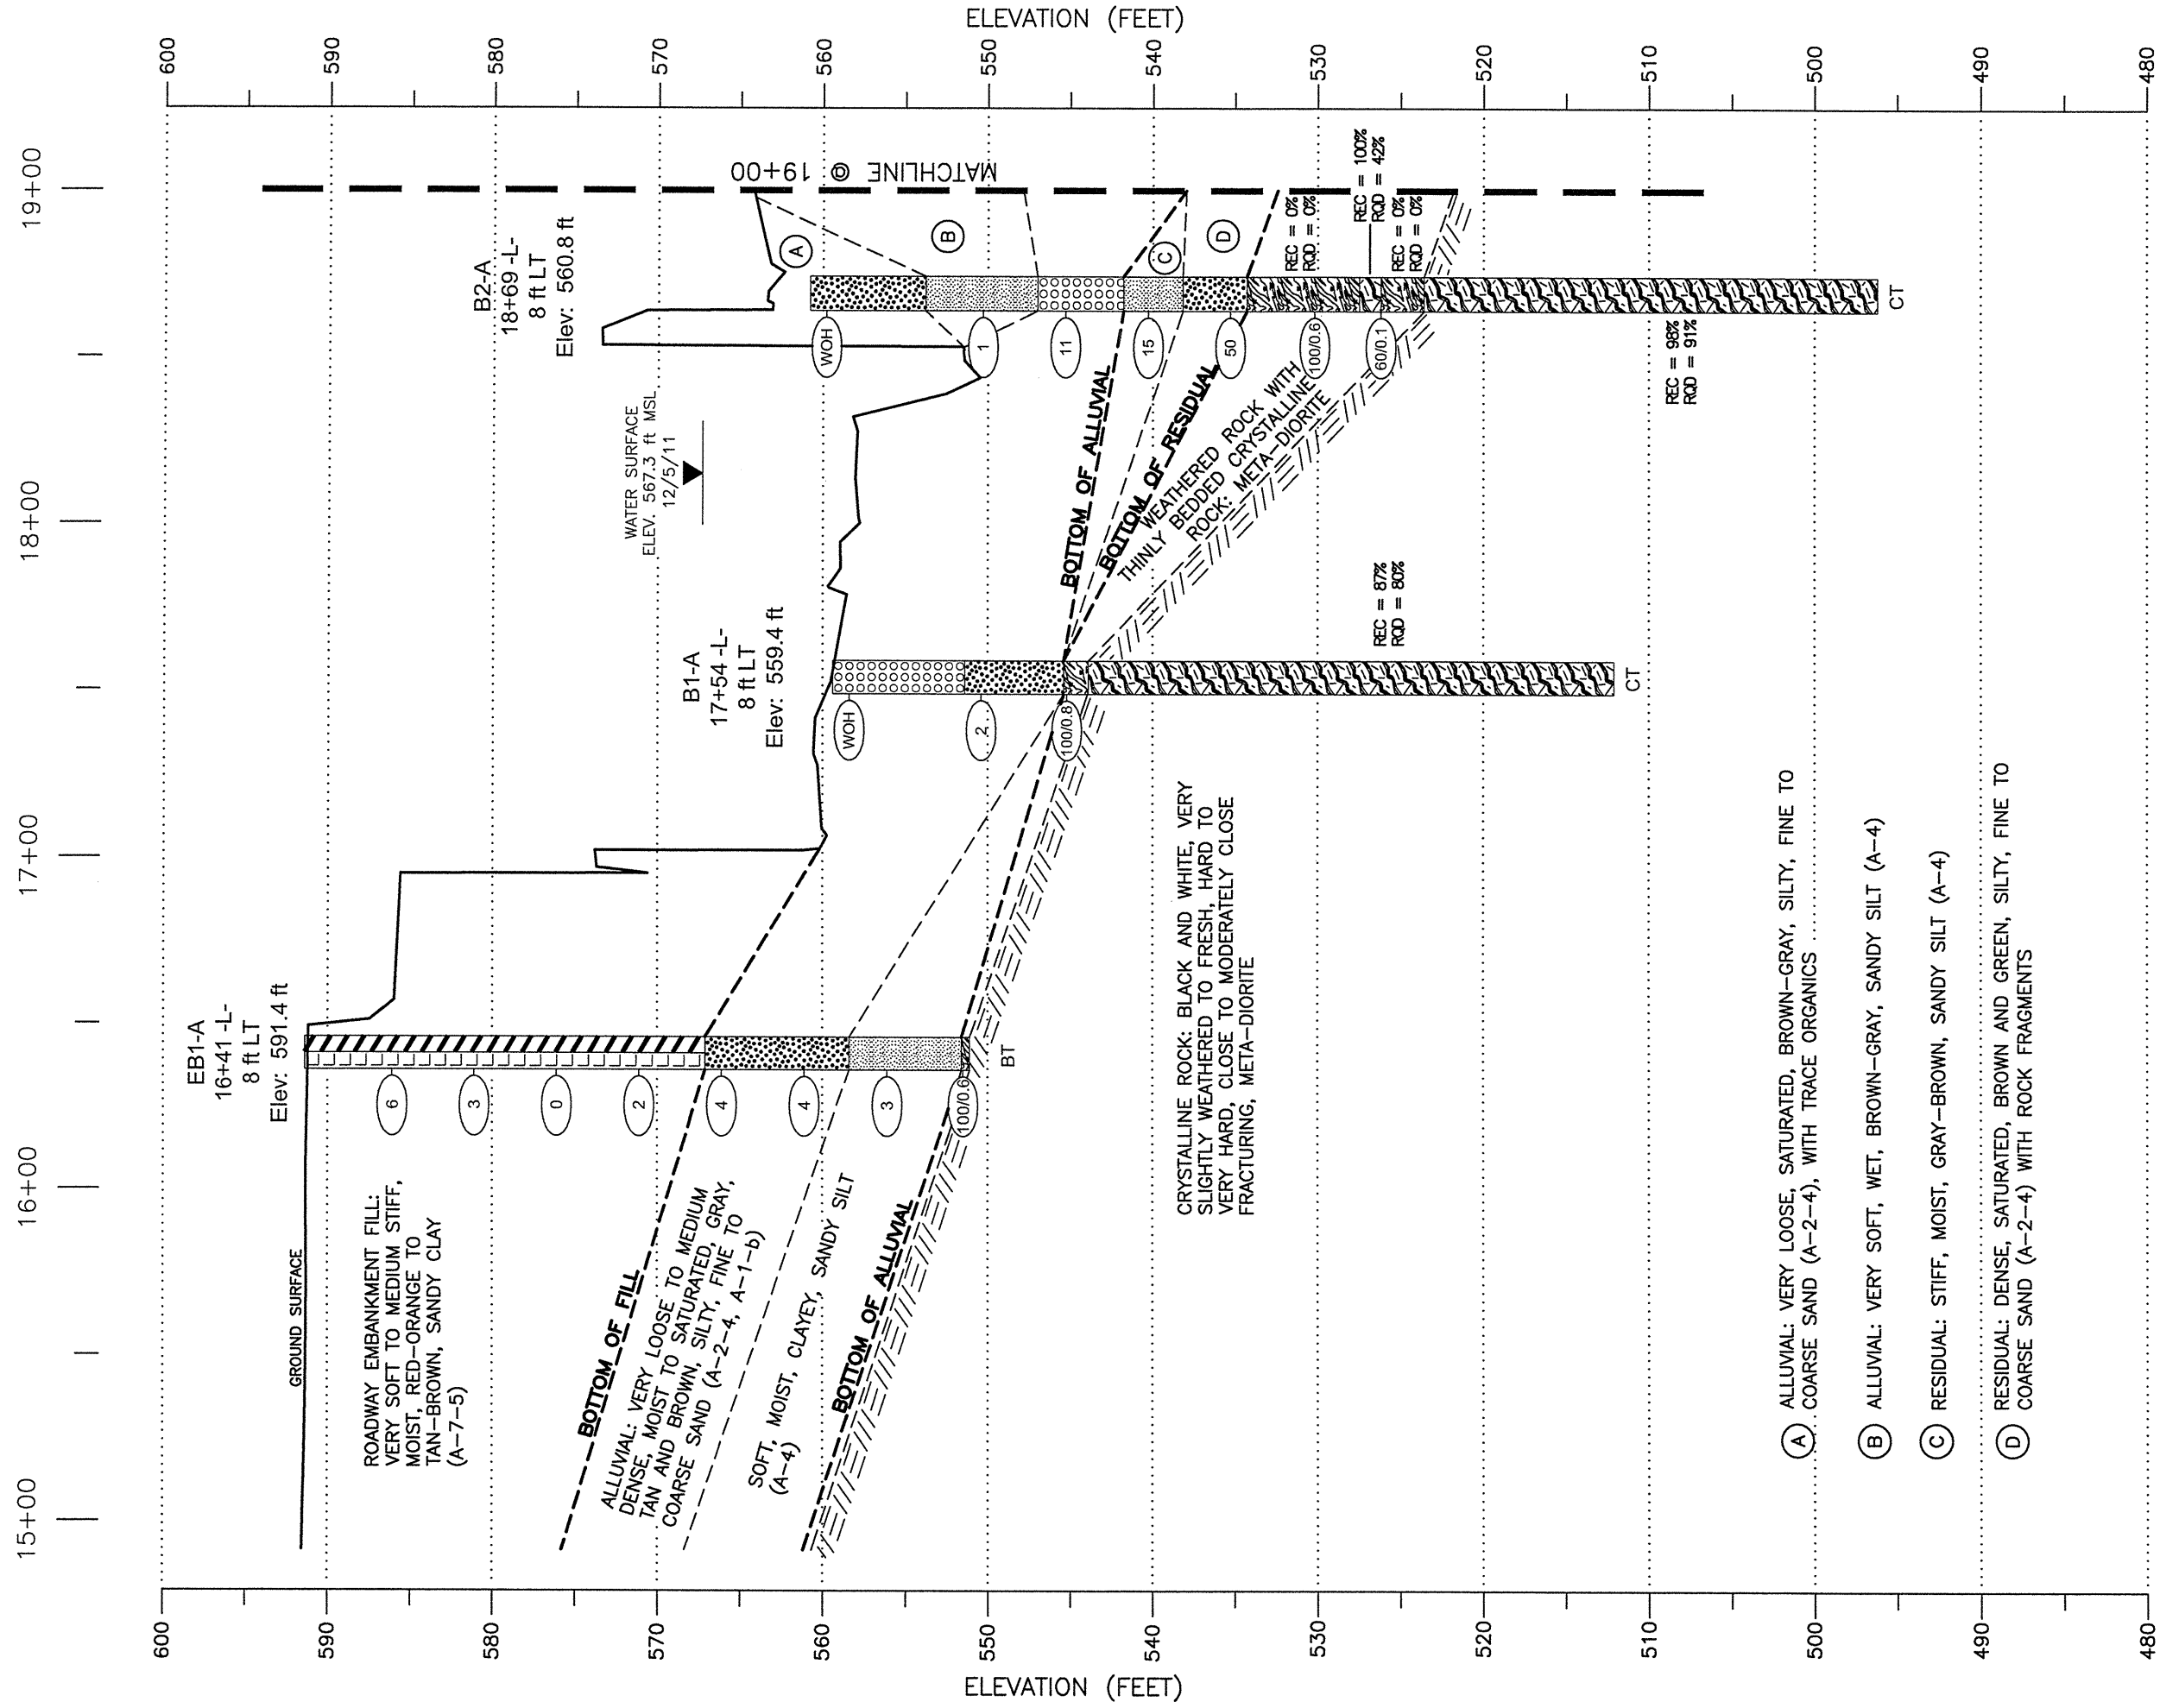 15+00
16+00
17+00
18+00
19+00
ELEVATION (FEET)
600
590
580
570
560
550
540
530
520
510
500
490
480
ELEVATION (FEET)
600
590
580
570
560
550
540
530
520
510
500
490
480
GROUND SURFACE
ROADWAY EMBANKMENT FILL:
VERY SOFT TO MEDIUM STIFF,
MOIST, RED-ORANGE TO
TAN-BROWN, SANDY CLAY
(A-7-5)
BOTTOM OF FILL
ALLUVIAL: VERY LOOSE TO MEDIUM
DENSE, MOIST TO SATURATED, GRAY,
TAN AND BROWN, SILTY, FINE TO
COARSE SAND (A-2-4, A-1-b)
SOFT, MOIST, CLAYEY, SANDY SILT
(A-4)
BOTTOM OF ALLUVIAL
EB1-A
16+41 -L-
8 ft LT
Elev: 591.4 ft
6
3
0
2
4
4
3
100/0.6
BT
CRYSTALLINE ROCK: BLACK AND WHITE, VERY
SLIGHTLY WEATHERED TO FRESH, HARD TO
VERY HARD, CLOSE TO MODERATELY CLOSE
FRACTURING, META-DIORITE
B1-A
17+54 -L-
8 ft LT
Elev: 559.4 ft
WOH
2
100/0.8
REC = 87%
RQD = 80%
CT
WATER SURFACE
ELEV. 567.3 ft MSL
12/5/11
BOTTOM OF ALLUVIAL
BOTTOM OF RESIDUAL
WEATHERED ROCK WITH
THINLY BEDDED CRYSTALLINE
ROCK: META-DIORITE
B2-A
18+69 -L-
8 ft LT
Elev: 560.8 ft
WOH
1
11
15
50
100/0.6
60/0.1
A
B
C
D
REC = 0%
RQD = 0%
REC = 100%
RQD = 42%
REC = 0%
RQD = 0%
REC = 98%
RQD = 91%
CT
MATCHLINE @ 19+00
A ALLUVIAL: VERY LOOSE, SATURATED, BROWN-GRAY, SILTY, FINE TO
COARSE SAND (A-2-4), WITH TRACE ORGANICS
B ALLUVIAL: VERY SOFT, WET, BROWN-GRAY, SANDY SILT (A-4)
C RESIDUAL: STIFF, MOIST, GRAY-BROWN, SANDY SILT (A-4)
D RESIDUAL: DENSE, SATURATED, BROWN AND GREEN, SILTY, FINE TO
COARSE SAND (A-2-4) WITH ROCK FRAGMENTS